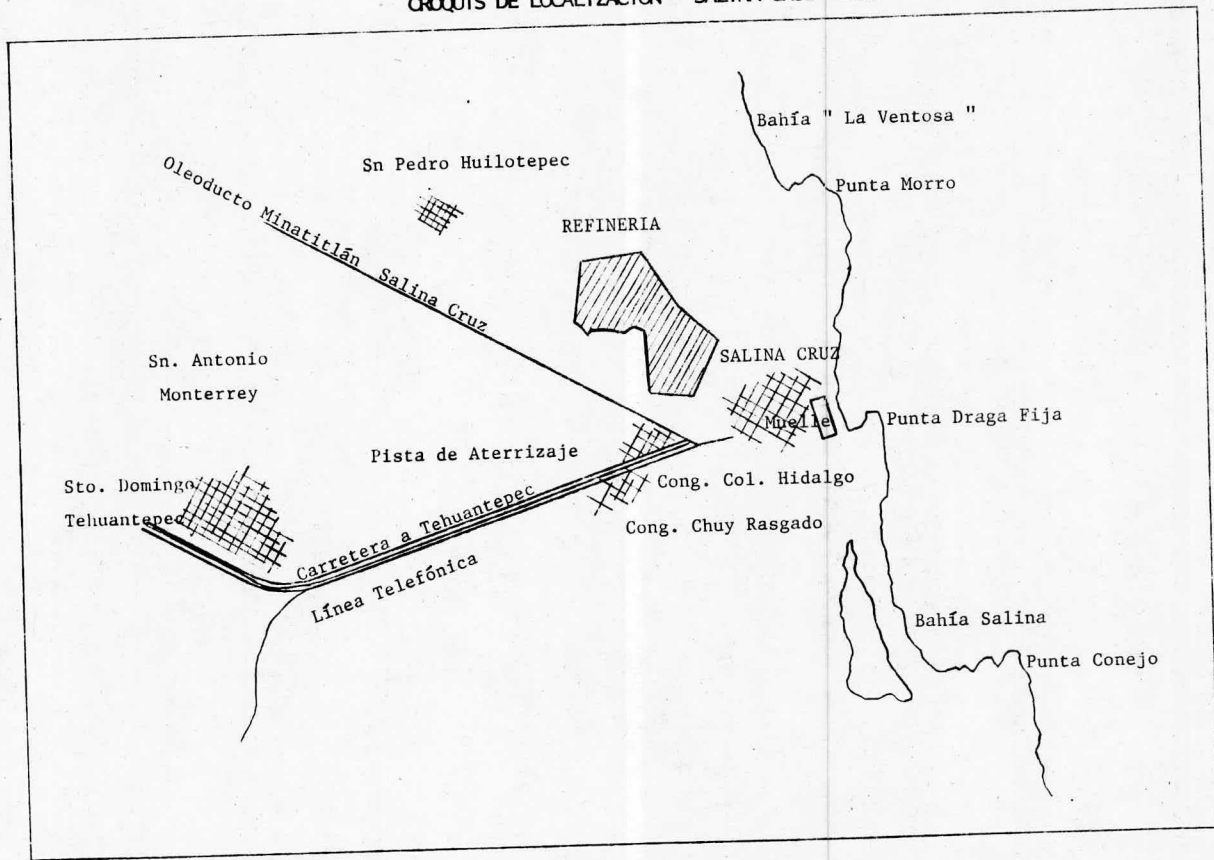 CROQUIS DE LOCALIZACION SALINA
Bahía " La Ventosa "
Sn Pedro Huilotepec
Punta Morro
Oleoducto Minatitlán Salina Cruz
REFINERIA
Sn. Antonio
Monterrey
SALINA CRUZ
Muelle
Punta Draga Fija
Pista de Aterrizaje
Cong. Col. Hidalgo
Sto. Domingo
Tehuantepec
Cong. Chuy Rasgado
Carretera a Tehuantepec
Línea Telefónica
Bahía Salina
Punta Conejo